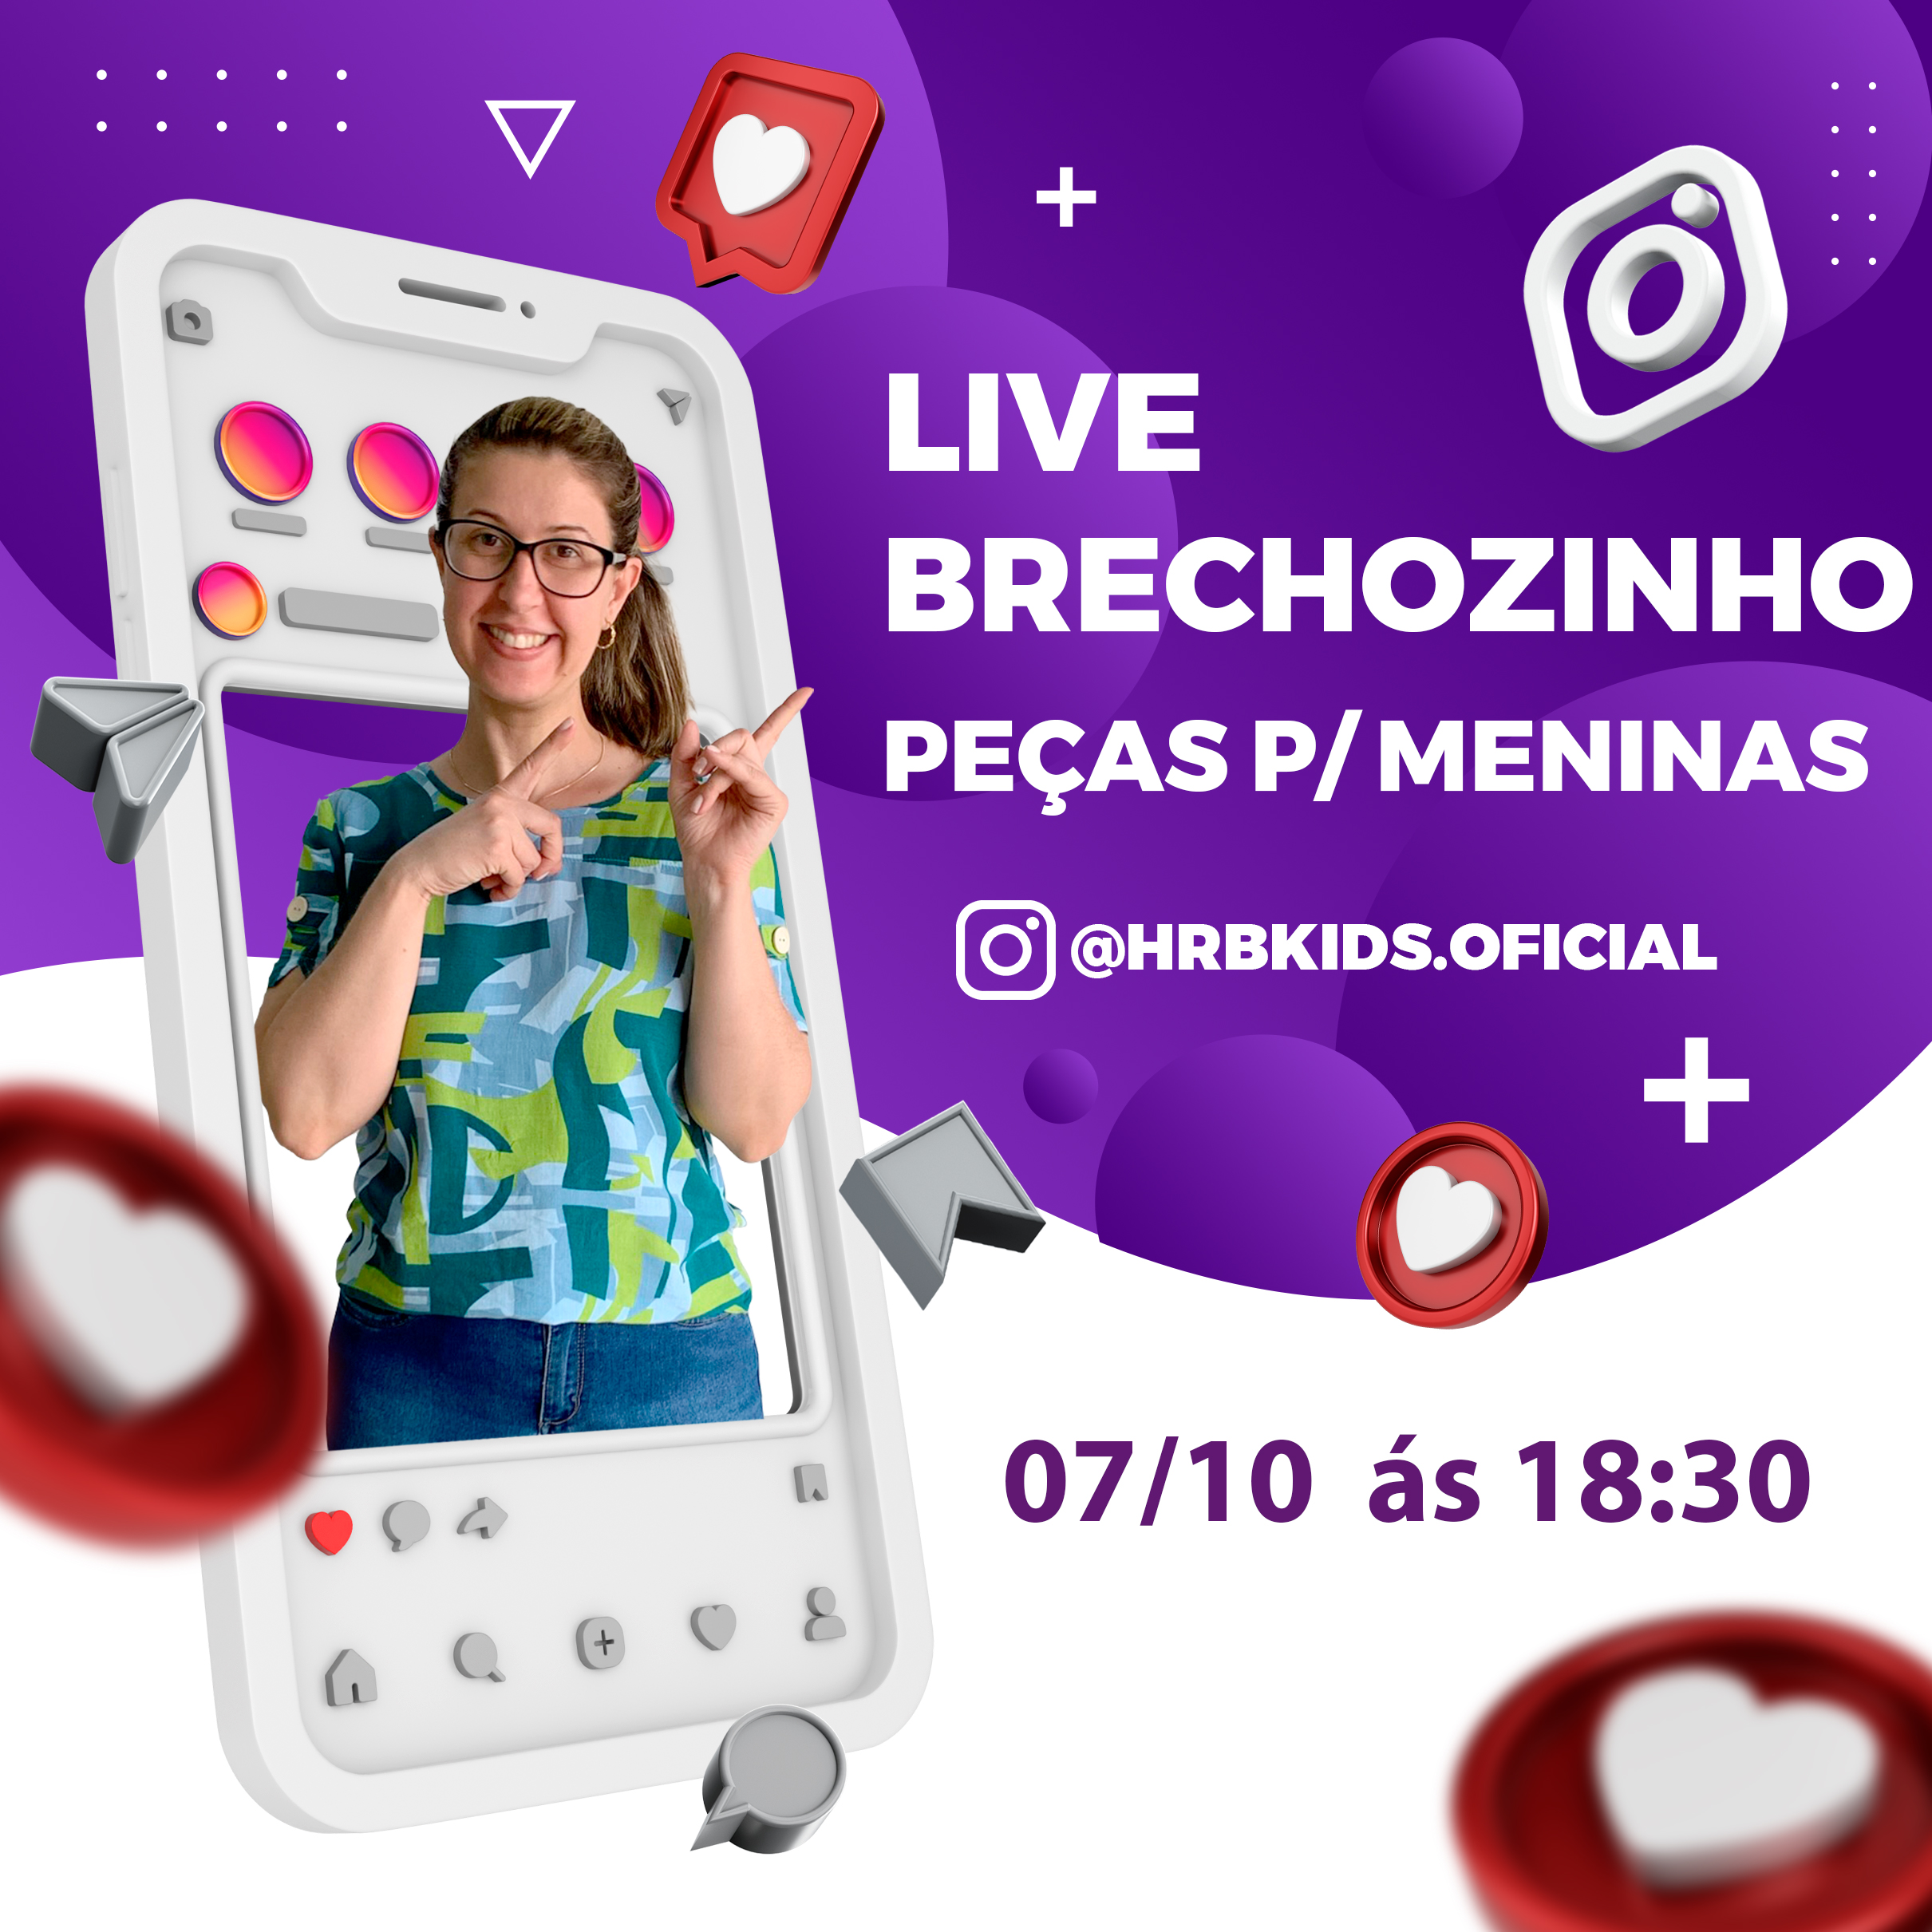 LIVE
BRECHOZINHO
PEÇAS P/ MENINAS
@HRBKIDS.OFICIAL
07/10 ás 18:30